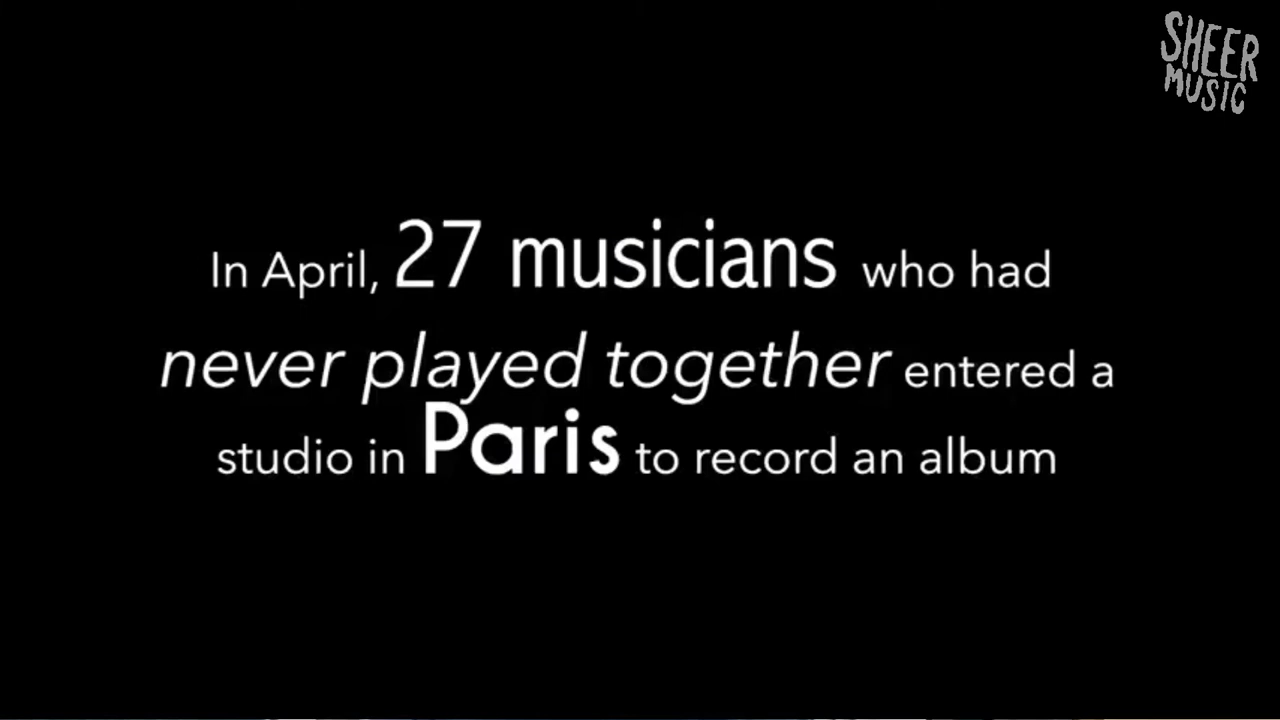 SHEER
MUSIC
In April, 27 musicians who had
never played together entered a
studio in Paris to record an album